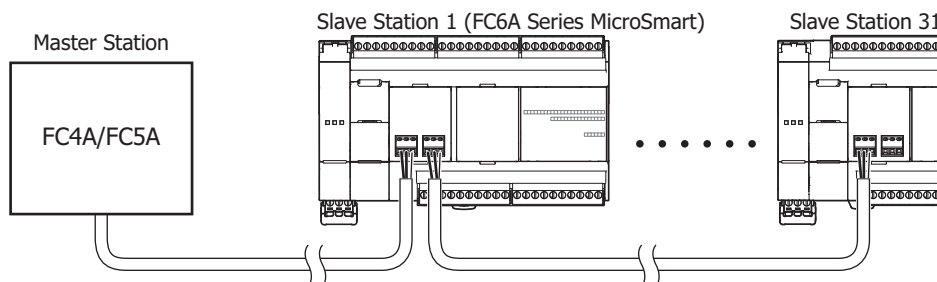 Slave Station 1 (FC6A Series MicroSmart)
Slave Station 31
Master Station
FC4A/FC5A